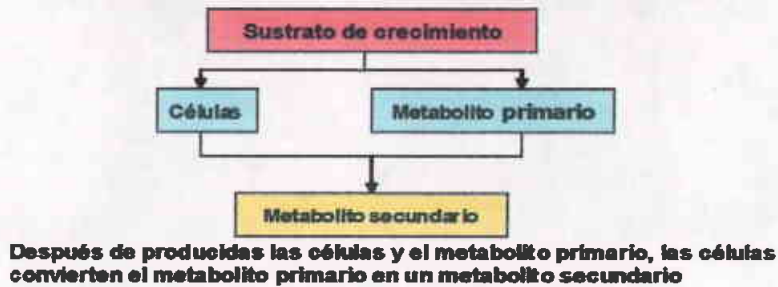 Sustrato de crecimiento
Células
Metabolito primario
Metabolito secundario
Después de producidas las células y el metabolito primario, las células
convierten el metabolito primario en un metabolito secundario